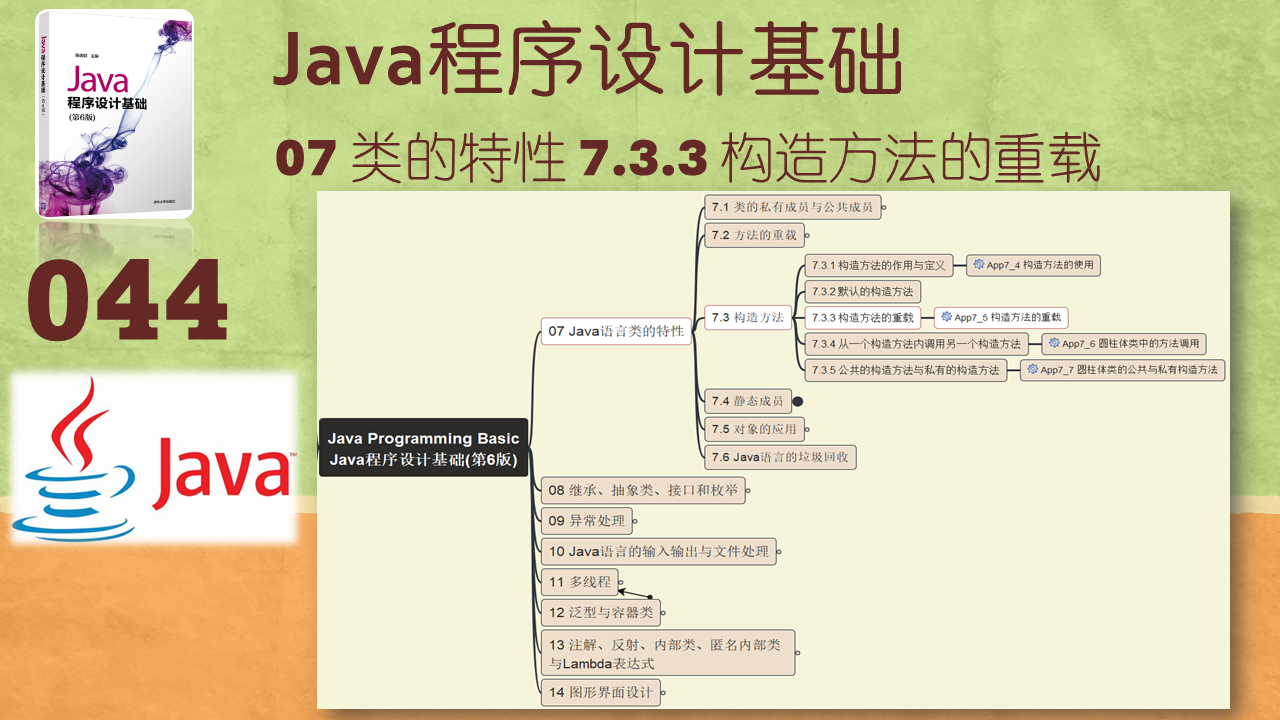 Java程序设计基础
07 类的特性 7.3.3 构造方法的重载
陈国君 主编
Java
程序设计基础
(第6版)
清华大学出版社
044
Java™
Java Programming Basic
Java程序设计基础(第6版)
07 Java语言类的特性
7.1 类的私有成员与公共成员
7.2 方法的重载
7.3 构造方法
7.3.1 构造方法的作用与定义
App7_4 构造方法的使用
7.3.2 默认的构造方法
7.3.3 构造方法的重载
App7_5 构造方法的重载
7.3.4 从一个构造方法内调用另一个构造方法
App7_6 圆柱体类中的方法调用
7.3.5 公共的构造方法与私有的构造方法
App7_7 圆柱体类的公共与私有构造方法
7.4 静态成员
7.5 对象的应用
7.6 Java语言的垃圾回收
08 继承、抽象类、接口和枚举
09 异常处理
10 Java语言的输入输出与文件处理
11 多线程
12 泛型与容器类
13 注解、反射、内部类、匿名内部类
与Lambda表达式
14 图形界面设计